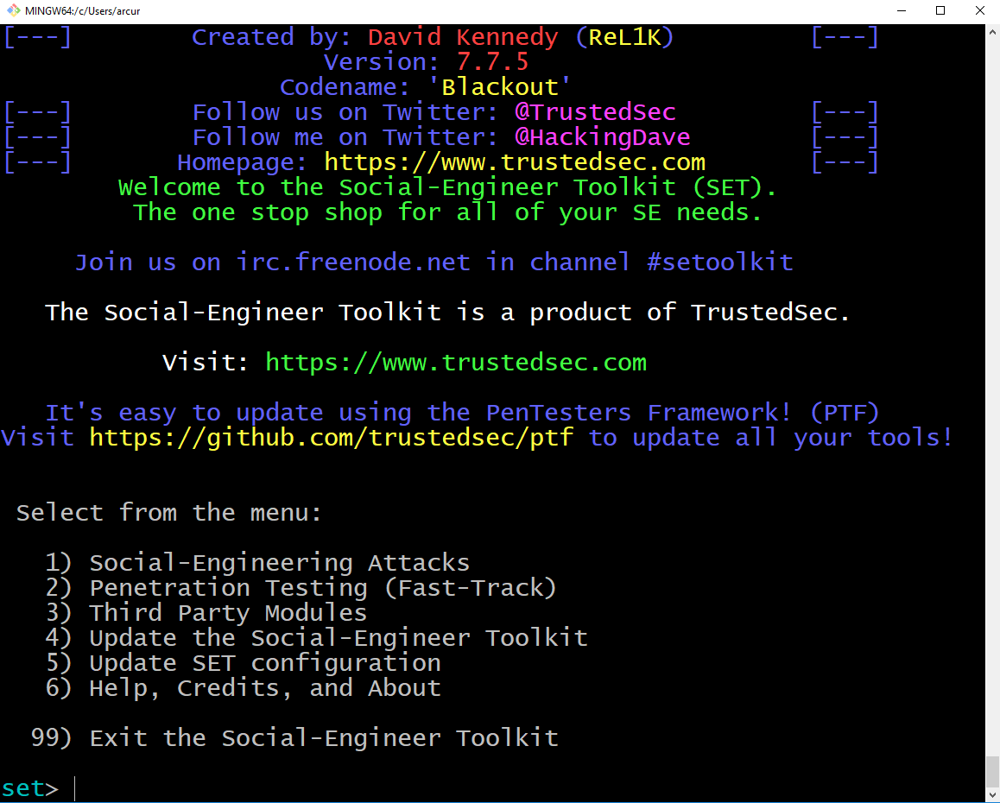 MINGW64:/c/Users/arcur
[---] Created by: David Kennedy (ReL1K) [---]
Version: 7.7.5
Codename: 'Blackout'
[---] Follow us on Twitter: @TrustedSec [---]
[---] Follow me on Twitter: @HackingDave [---]
[---] Homepage: https://www.trustedsec.com [---]
Welcome to the Social-Engineer Toolkit (SET).
The one stop shop for all of your SE needs.
Join us on irc.freenode.net in channel #setoolkit
The Social-Engineer Toolkit is a product of TrustedSec.
Visit: https://www.trustedsec.com
It's easy to update using the PenTesters Framework! (PTF)
Visit https://github.com/trustedsec/ptf to update all your tools!
Select from the menu:
1) Social-Engineering Attacks
2) Penetration Testing (Fast-Track)
3) Third Party Modules
4) Update the Social-Engineer Toolkit
5) Update SET configuration
6) Help, Credits, and About
99) Exit the Social-Engineer Toolkit
set>